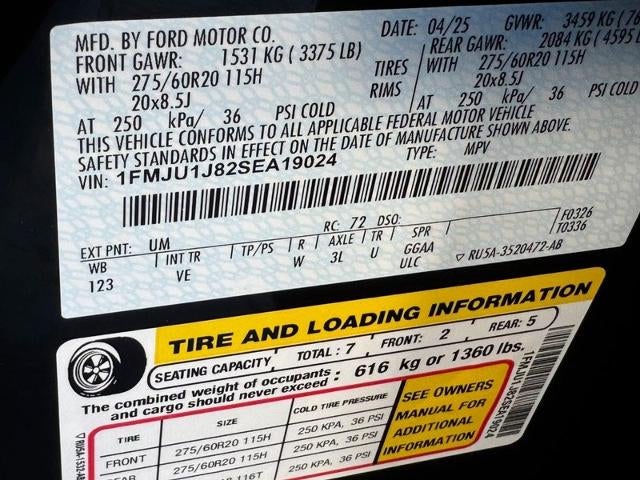 MFD. BY FORD MOTOR CO. DATE: 04/25 GVWR: 3459 KG
FRONT GAWR: 1531 KG (3375 LB) REAR GAWR: 2084 KG (4595
WITH 275/60R20 115H TIRES WITH 275/60R20 115H
20x8.5J RIMS 20x8.5J
AT 250 kPa/ 36 PSI COLD AT 250 kPa/ 36 PSI COLD
THIS VEHICLE CONFORMS TO ALL APPLICABLE FEDERAL MOTOR VEHICLE
SAFETY STANDARDS IN EFFECT ON THE DATE OF MANUFACTURE SHOWN ABOVE.
VIN: 1FMJU1J82SEA19024 TYPE: MPV
F0326
T0336
EXT PNT: UM RC: 72 DSO:
WB INT TR TP/PS R AXLE TR SPR
123 VE W 3L U GGAA
ULC
▽ RU5A-3520472-AB
TIRE AND LOADING INFORMATION
SEATING CAPACITY TOTAL: 7 FRONT: 2 REAR: 5
The combined weight of occupants and cargo should never exceed: 616 kg or 1360 lbs.
TIRE SIZE COLD TIRE PRESSURE
FRONT 275/60R20 115H 250 KPA, 36 PSI
REAR 275/60R20 115H 250 KPA, 36 PSI
116T
SEE OWNERS
MANUAL FOR
ADDITIONAL
INFORMATION
1FMJU1J82SEA19024